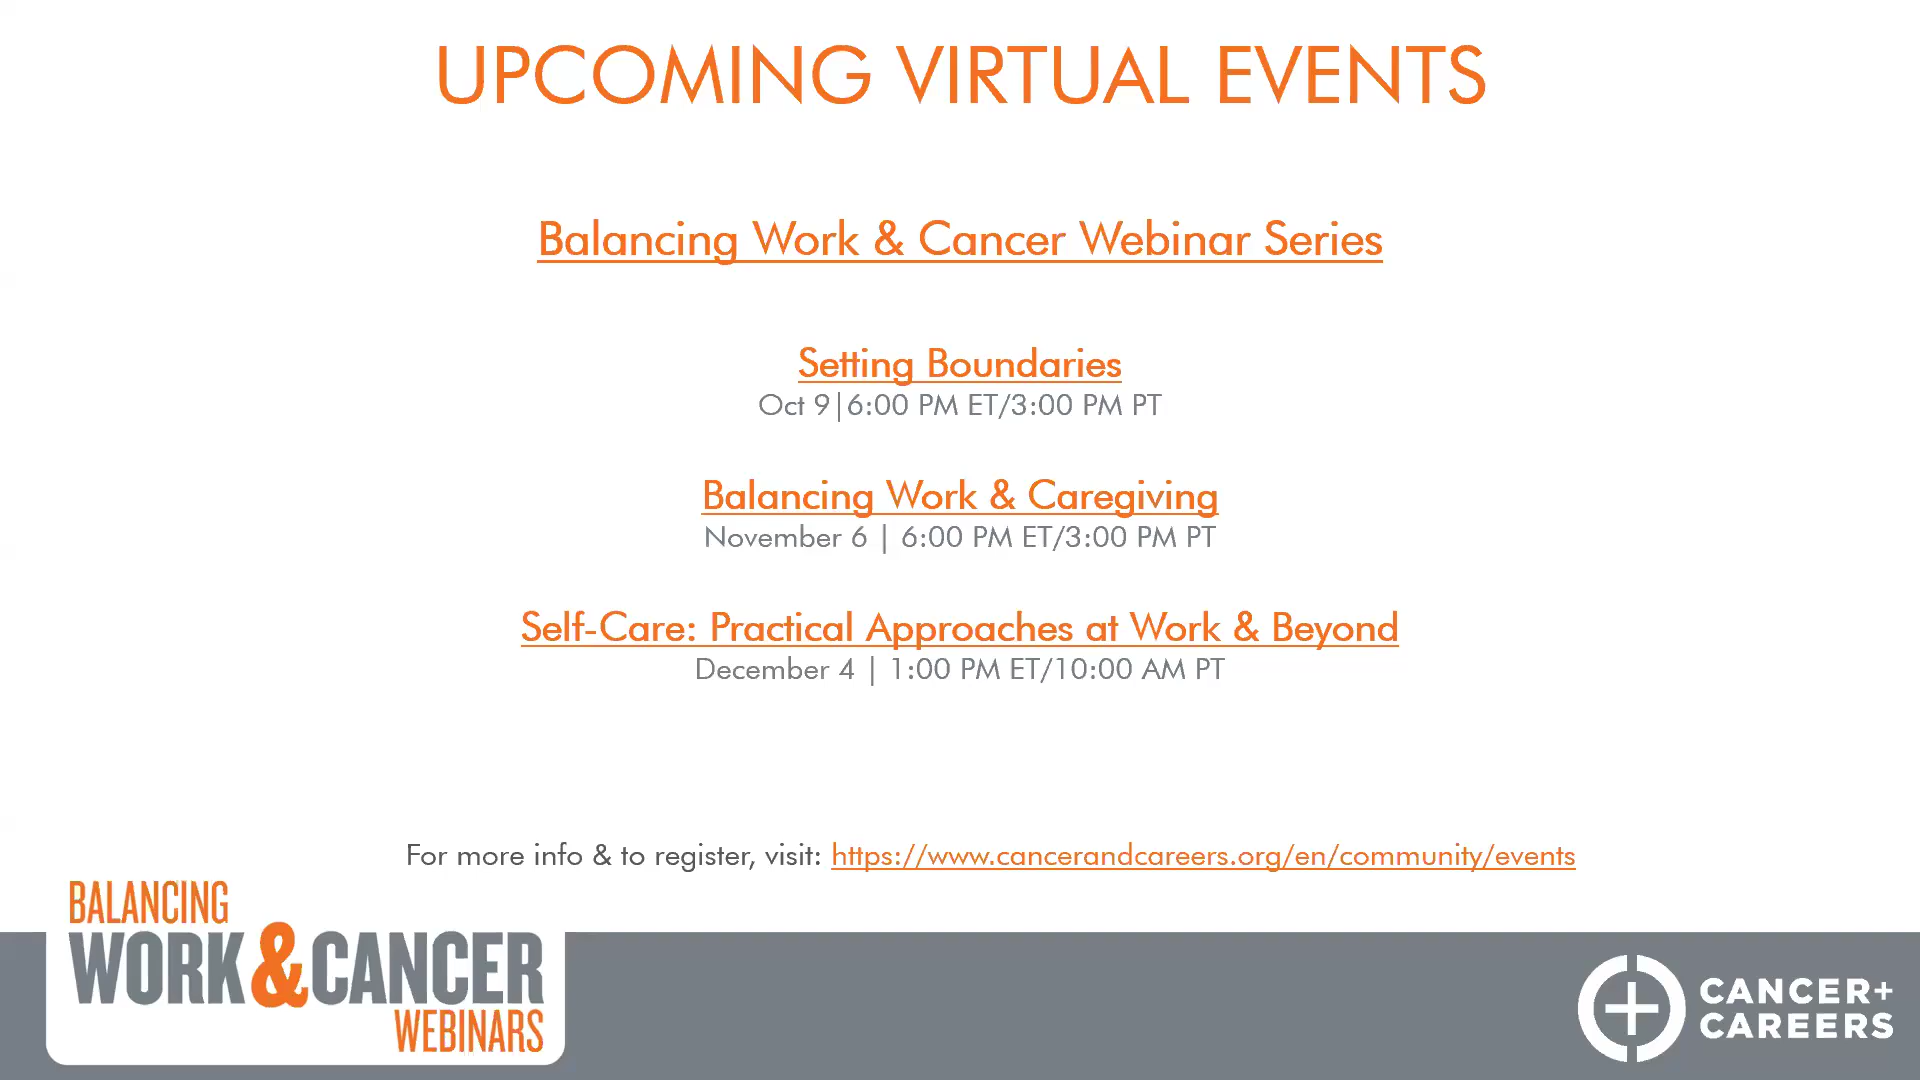 UPCOMING VIRTUAL EVENTS
Balancing Work & Cancer Webinar Series
Setting Boundaries
Oct 9|6:00 PM ET/3:00 PM PT
Balancing Work & Caregiving
November 6 | 6:00 PM ET/3:00 PM PT
Self-Care: Practical Approaches at Work & Beyond
December 4 | 1:00 PM ET/10:00 AM PT
For more info & to register, visit: https://www.cancerandcareers.org/en/community/events
BALANCING
WORK&CANCER
WEBINARS
CANCER+
CAREERS